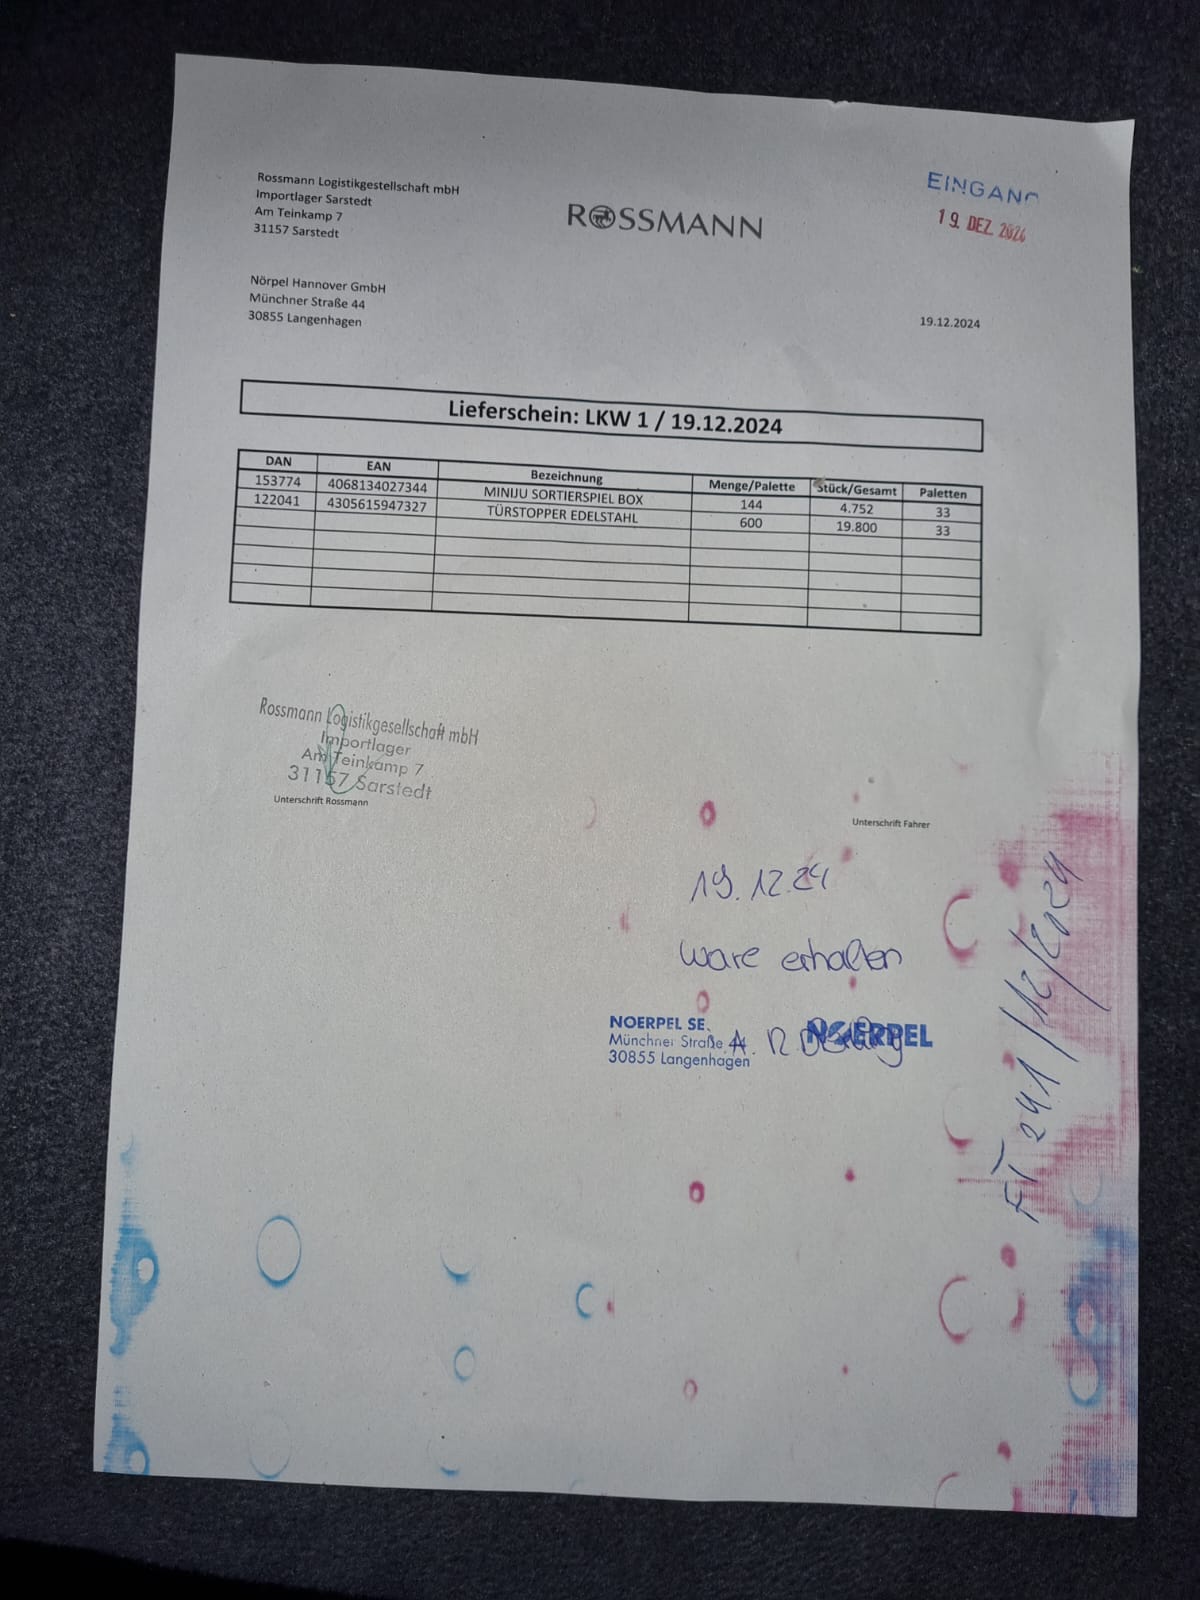 Rossmann Logistikgestellschaft mbH
Importlager Sarstedt
Am Teinkamp 7
31157 Sarstedt
ROSSMANN
EINGANG
19. DEZ. 2024
Nörpel Hannover GmbH
Münchner Straße 44
30855 Langenhagen
19.12.2024
Lieferschein: LKW 1 / 19.12.2024
DAN EAN Bezeichnung Menge/Palette Stück/Gesamt Paletten
153774 4068134027344 MINIJU SORTIERSPIEL BOX 144 4.752 33
122041 4305615947327 TÜRSTOPPER EDELSTAHL 600 19.800 33
Rossmann Logistikgesellschaft mbH
Importlager
Am Teinkamp 7
31157 Sarstedt
Unterschrift Rossmann
Unterschrift Fahrer
19.12.24
Ware erhalten
NOERPEL SE.
Münchner Straße
30855 Langenhagen
NOERPEL